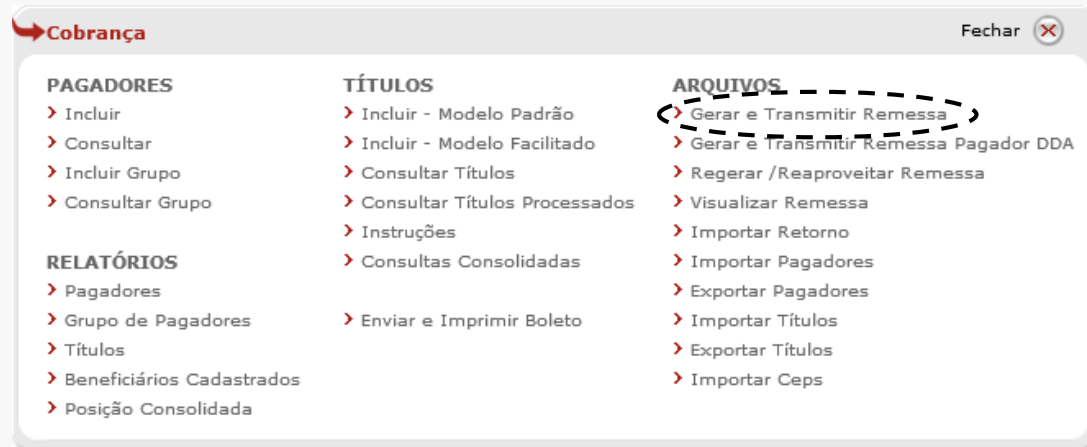 Cobrança
Fechar
PAGADORES
Incluir
Consultar
Incluir Grupo
Consultar Grupo
RELATÓRIOS
Pagadores
Grupo de Pagadores
Títulos
Beneficiários Cadastrados
Posição Consolidada
TÍTULOS
Incluir - Modelo Padrão
Incluir - Modelo Facilitado
Consultar Títulos
Consultar Títulos Processados
Instruções
Consultas Consolidadas
Enviar e Imprimir Boleto
ARQUIVOS
Gerar e Transmitir Remessa
Gerar e Transmitir Remessa Pagador DDA
Regerar /Reaproveitar Remessa
Visualizar Remessa
Importar Retorno
Importar Pagadores
Exportar Pagadores
Importar Títulos
Exportar Títulos
Importar Ceps